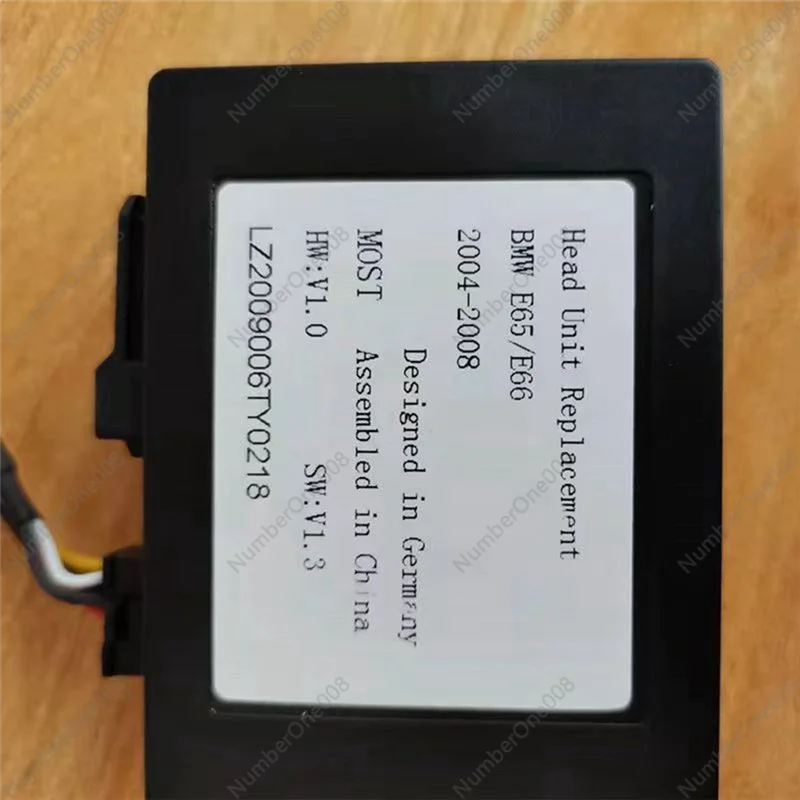 Head Unit Replacement
BMW E65/E66
2004-2008
Designed in Germany
MOST Assembled in China
HW:V1.0 SW:V1.3
LZ2009006TY0218
NumberOne008